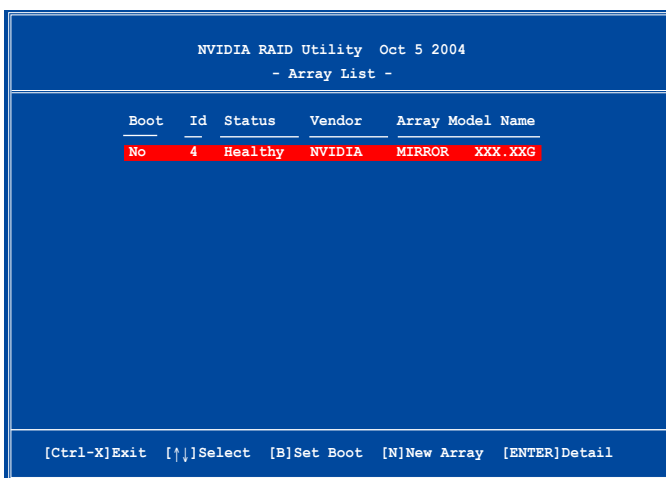 NVIDIA RAID Utility Oct 5 2004
- Array List -
Boot Id Status Vendor Array Model Name
No 4 Healthy NVIDIA MIRROR XXX.XXG
[Ctrl-X]Exit [↑↓]Select [B]Set Boot [N]New Array [ENTER]Detail